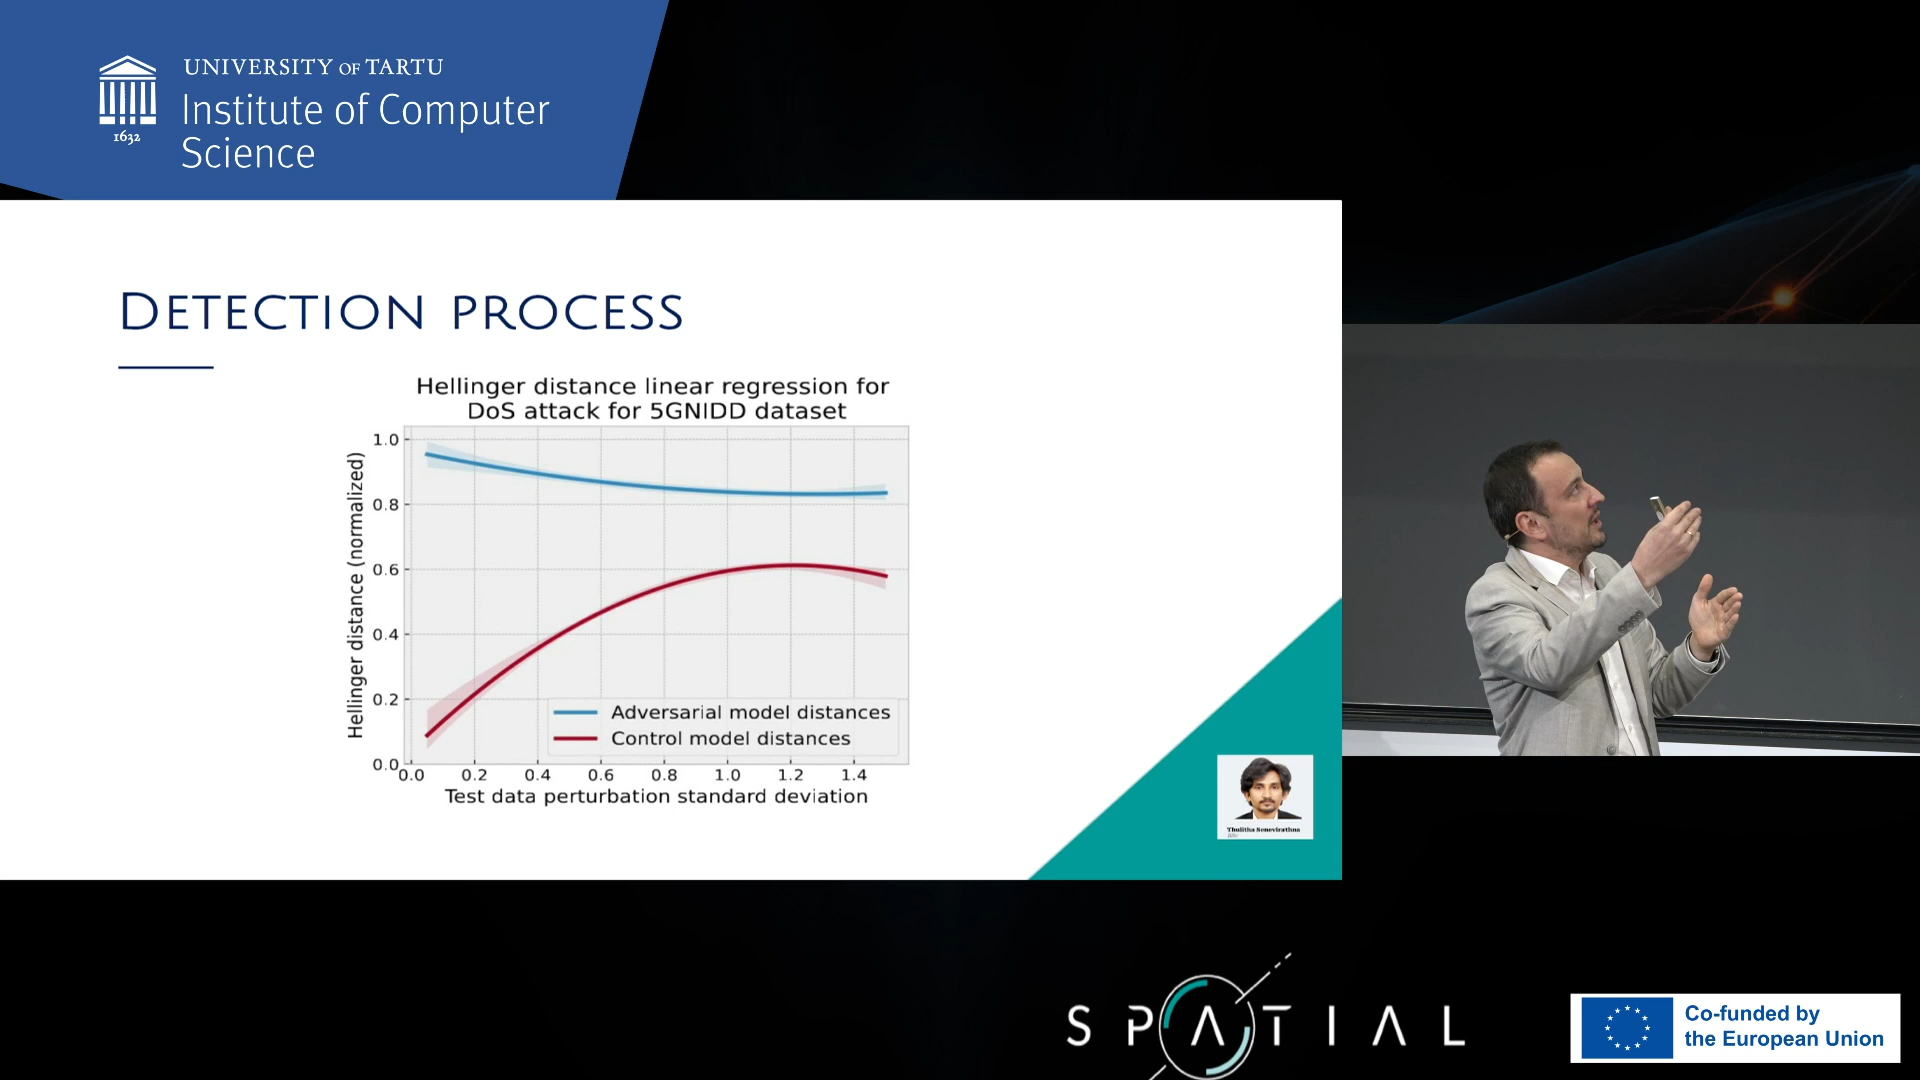 UNIVERSITY OF TARTU
Institute of Computer
Science
1632
DETECTION PROCESS
Hellinger distance linear regression for
DoS attack for 5GNIDD dataset
Hellinger distance (normalized)
1.0
0.8
0.6
0.4
0.2
0.0
Adversarial model distances
Control model distances
0.0 0.2 0.4 0.6 0.8 1.0 1.2 1.4
Test data perturbation standard deviation
Thulitha Senevirathna
SPATIAL
Co-funded by
the European Union